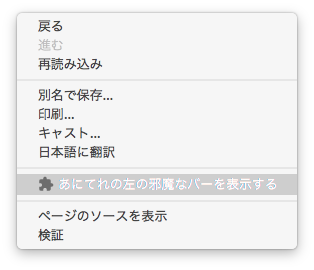 戻る
進む
再読み込み
別名で保存...
印刷...
キャスト...
日本語に翻訳
あにてれの左の邪魔なバーを表示する
ページのソースを表示
検証